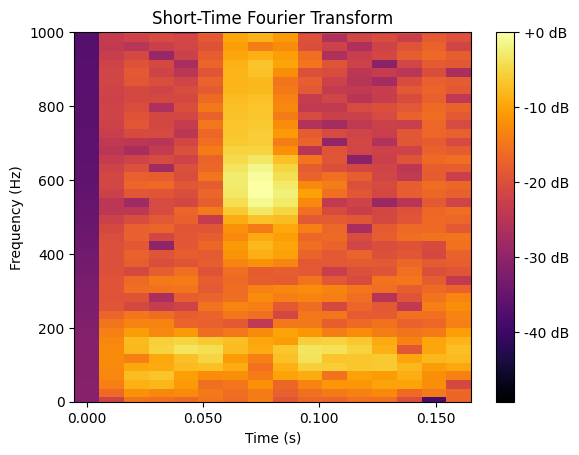 Short-Time Fourier Transform
1000
800
600
400
200
0
Frequency (Hz)
0.000
0.050
0.100
0.150
Time (s)
+0 dB
-10 dB
-20 dB
-30 dB
-40 dB